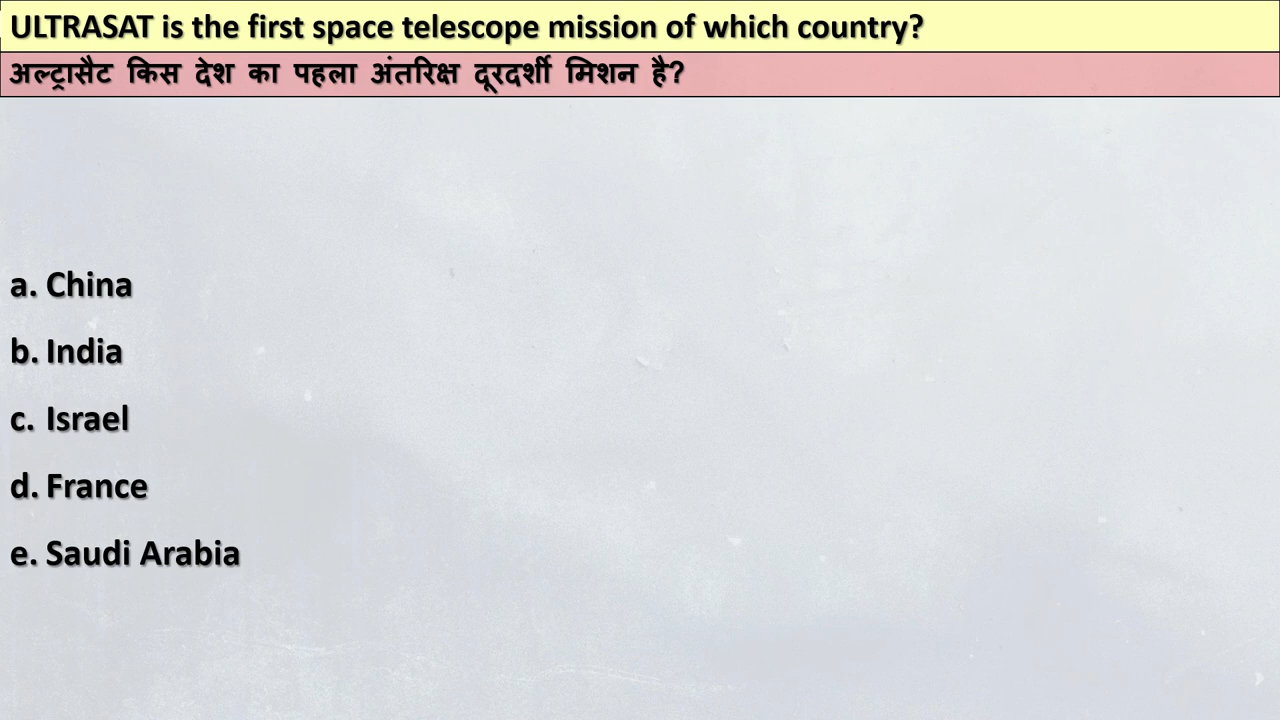 ULTRASAT is the first space telescope mission of which country?
अल्ट्रासैट किस देश का पहला अंतरिक्ष दूरदर्शी मिशन है?
a. China
b. India
c. Israel
d. France
e. Saudi Arabia